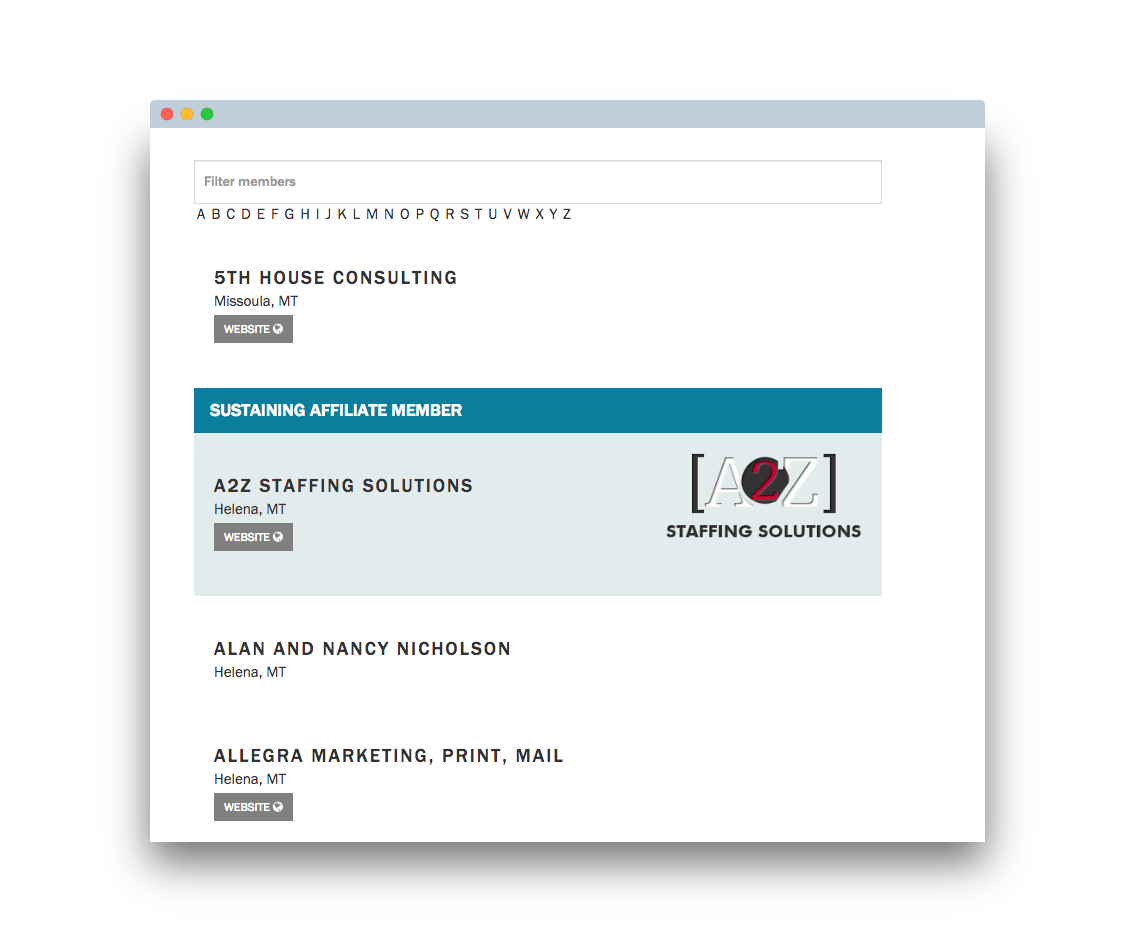 Filter members
A B C D E F G H I J K L M N O P Q R S T U V W X Y Z
5TH HOUSE CONSULTING
Missoula, MT
WEBSITE
SUSTAINING AFFILIATE MEMBER
A2Z STAFFING SOLUTIONS
Helena, MT
WEBSITE
[A2Z]
STAFFING SOLUTIONS
ALAN AND NANCY NICHOLSON
Helena, MT
ALLEGRA MARKETING, PRINT, MAIL
Helena, MT
WEBSITE